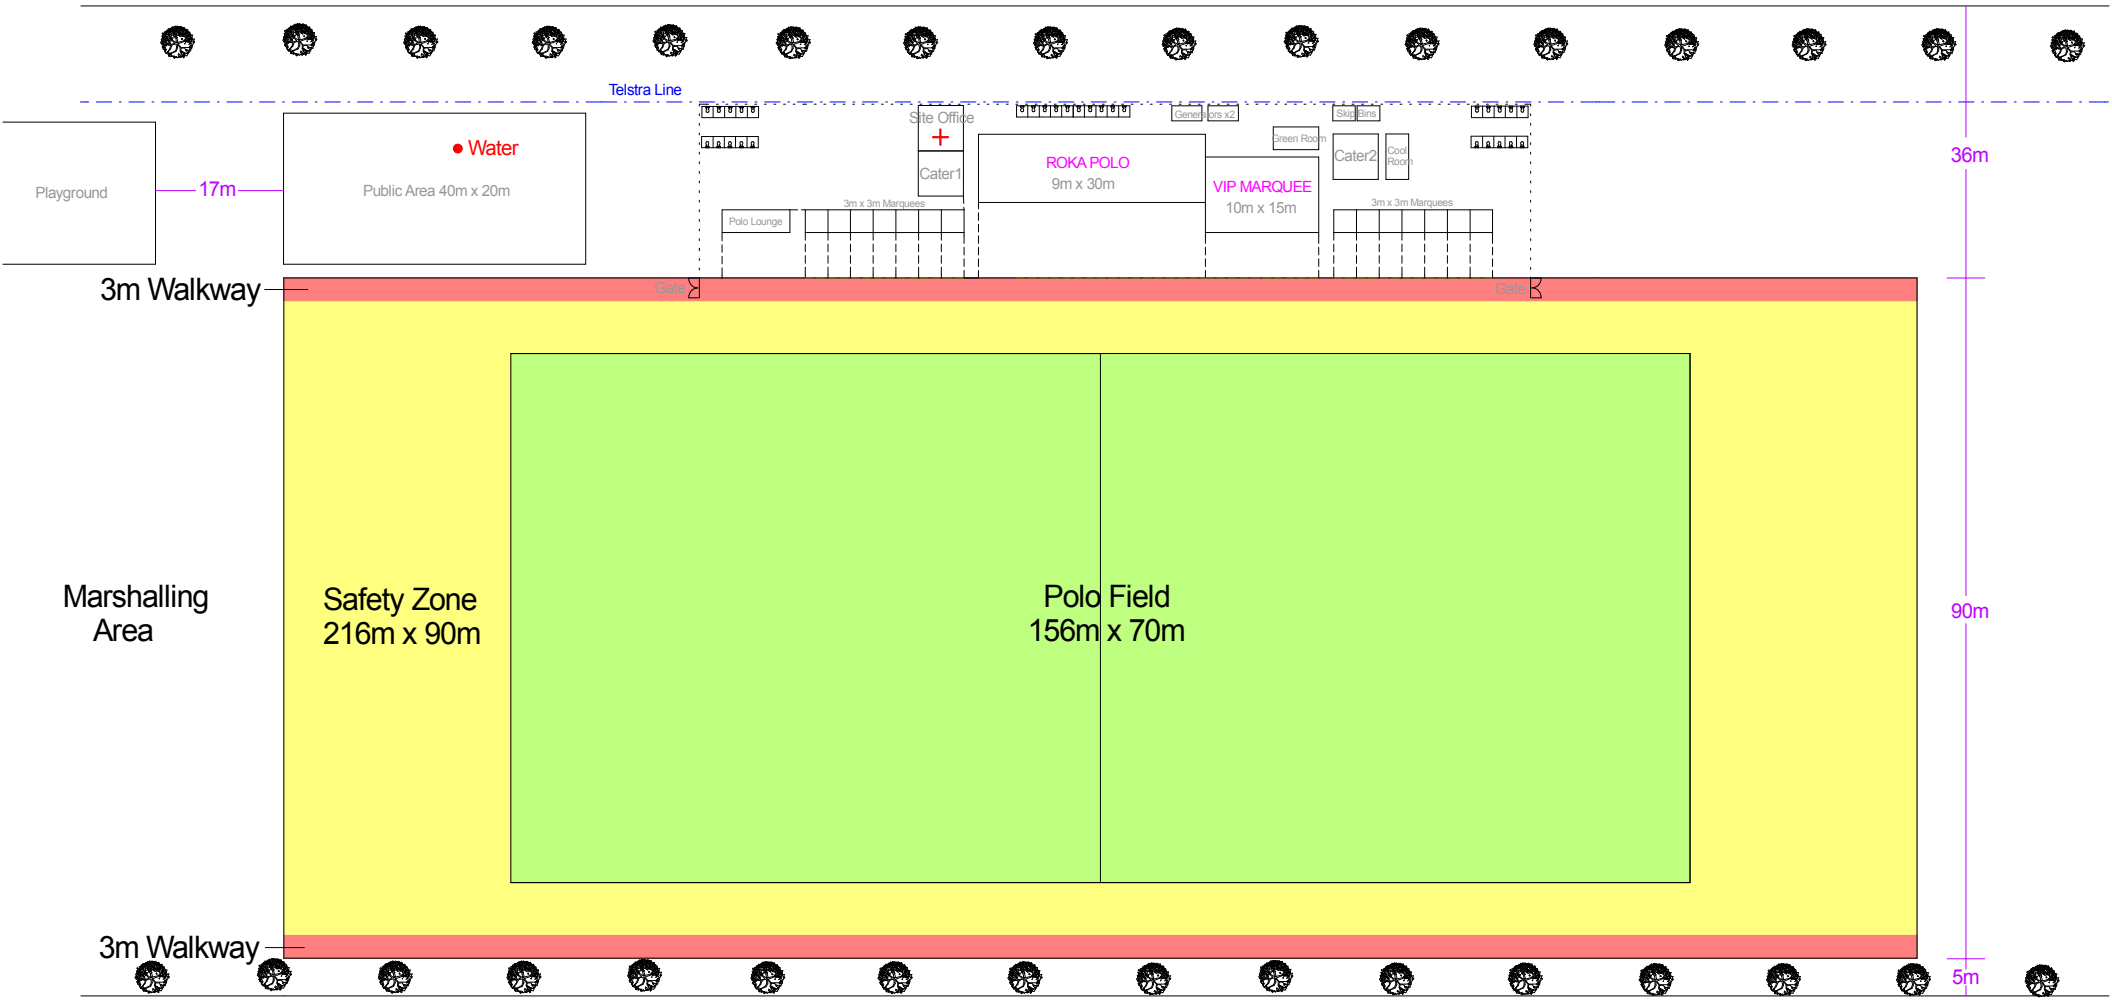 Telstra Line
Site Office
Generators x2
Skip Bins
Water
Green Room
ROKA POLO
9m x 30m
Cater2
Cool
Room
36m
Playground
17m
Public Area 40m x 20m
Cater1
VIP MARQUEE
10m x 15m
3m x 3m Marquees
3m x 3m Marquees
Polo Lounge
3m Walkway
Gate
Gate
Marshalling
Area
Safety Zone
216m x 90m
Polo Field
156m x 70m
90m
3m Walkway
5m